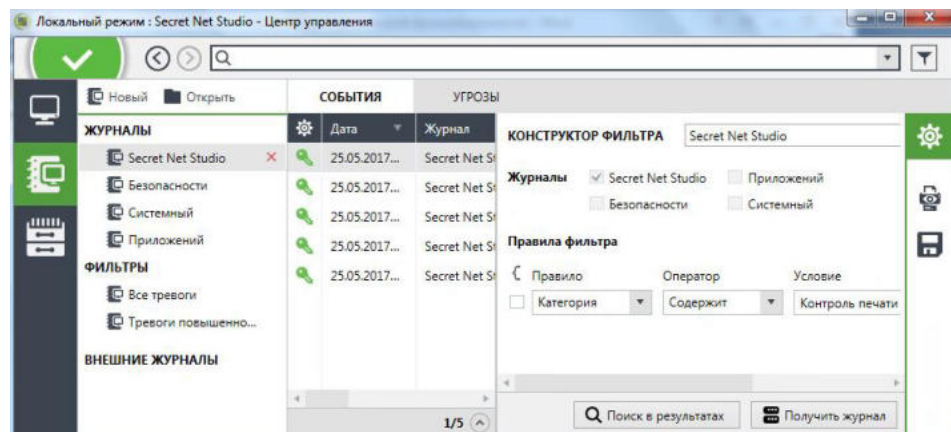 Локальный режим : Secret Net Studio - Центр управления
Новый Открыть
СОБЫТИЯ УГРОЗЫ
ЖУРНАЛЫ
Secret Net Studio
Безопасности
Системный
Приложений
ФИЛЬТРЫ
Все тревоги
Тревоги повышенно...
ВНЕШНИЕ ЖУРНАЛЫ
Дата Журнал
25.05.2017... Secret Net St
25.05.2017... Secret Net St
25.05.2017... Secret Net St
25.05.2017... Secret Net St
25.05.2017... Secret Net St
1/5
КОНСТРУКТОР ФИЛЬТРА Secret Net Studio
Журналы Secret Net Studio Приложений
Безопасности Системный
Правила фильтра
Правило Оператор Условие
Категория Содержит Контроль печати
Поиск в результатах Получить журнал